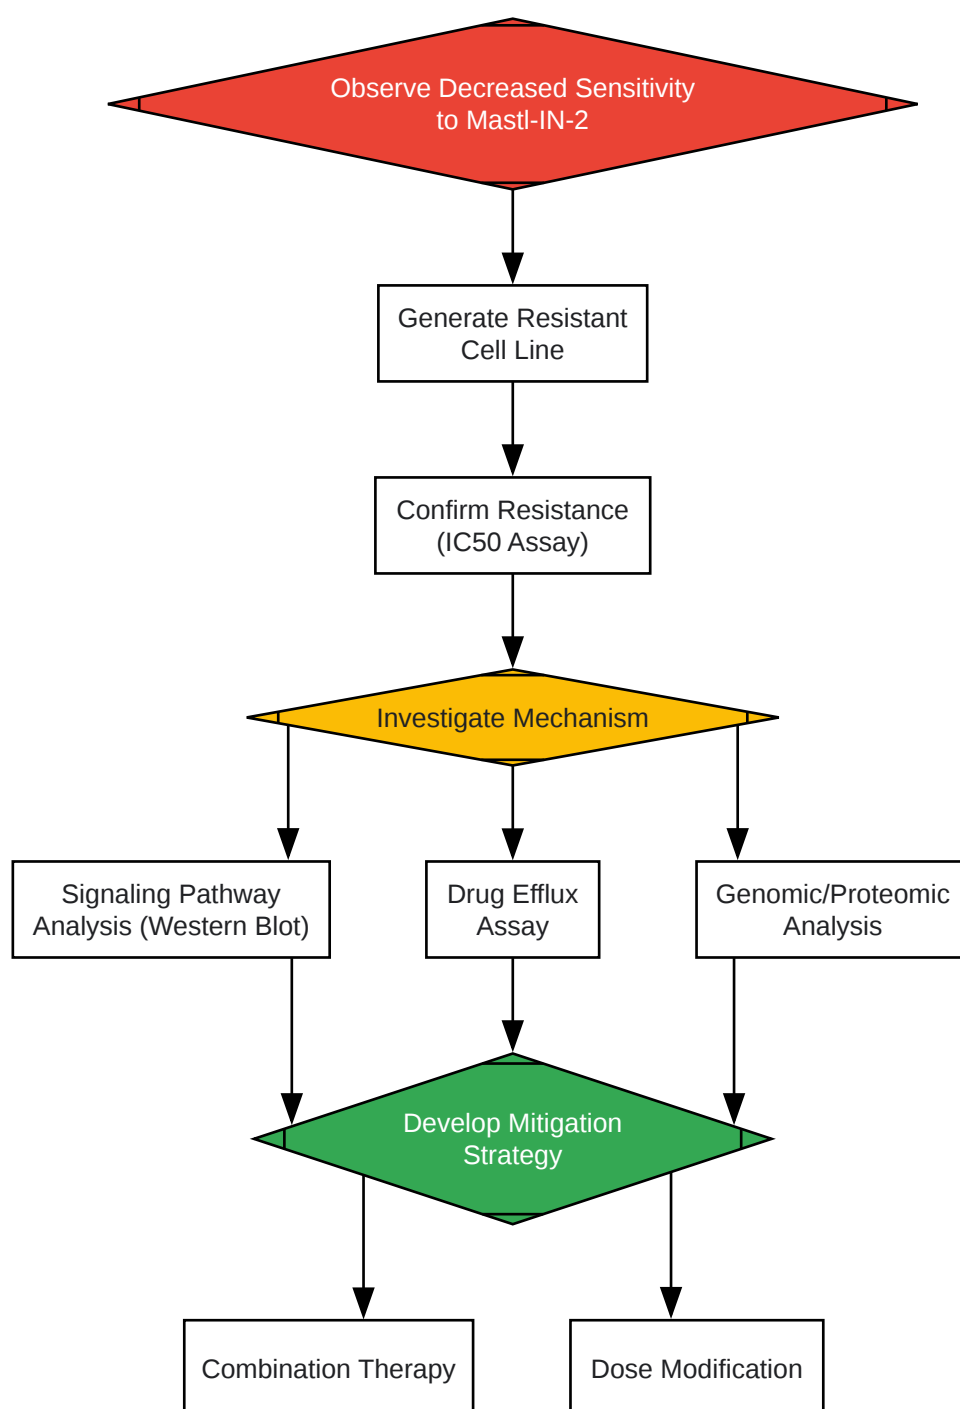 Observe Decreased Sensitivity
to Mastl-IN-2
Generate Resistant
Cell Line
Confirm Resistance
(IC50 Assay)
Investigate Mechanism
Signaling Pathway
Analysis (Western Blot)
Drug Efflux
Assay
Genomic/Proteomic
Analysis
Develop Mitigation
Strategy
Combination Therapy
Dose Modification